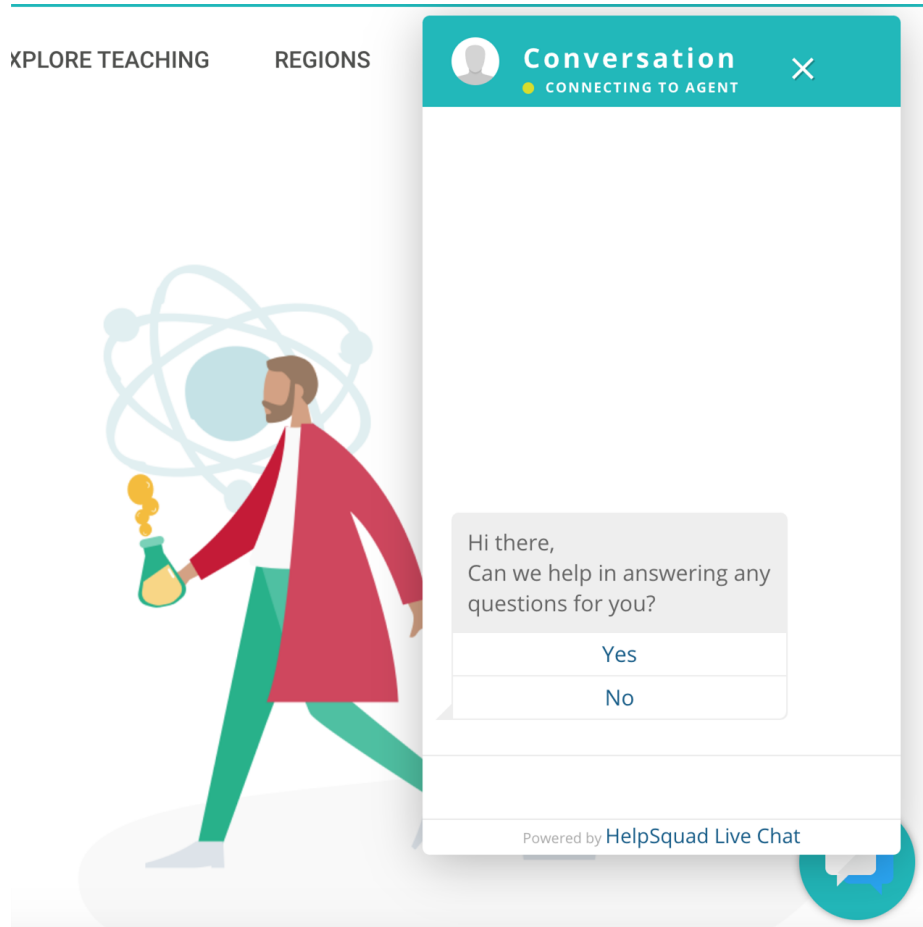 XPLORE TEACHING
REGIONS
Conversation
CONNECTING TO AGENT
Hi there,
Can we help in answering any
questions for you?
Yes
No
Powered by HelpSquad Live Chat